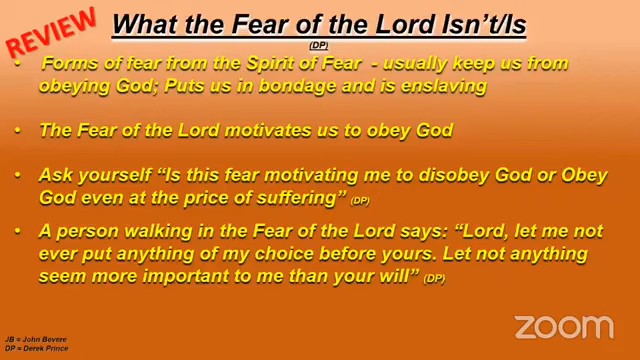 REVIEW
What the Fear of the Lord Isn't/Is
(DP)
• Forms of fear from the Spirit of Fear - usually keep us from
obeying God; Puts us in bondage and is enslaving
• The Fear of the Lord motivates us to obey God
• Ask yourself “Is this fear motivating me to disobey God or Obey
God even at the price of suffering” (DP)
• A person walking in the Fear of the Lord says: “Lord, let me not
ever put anything of my choice before yours. Let not anything
seem more important to me than your will” (DP)
zoom
JB = John Bevere
DP = Derek Prince